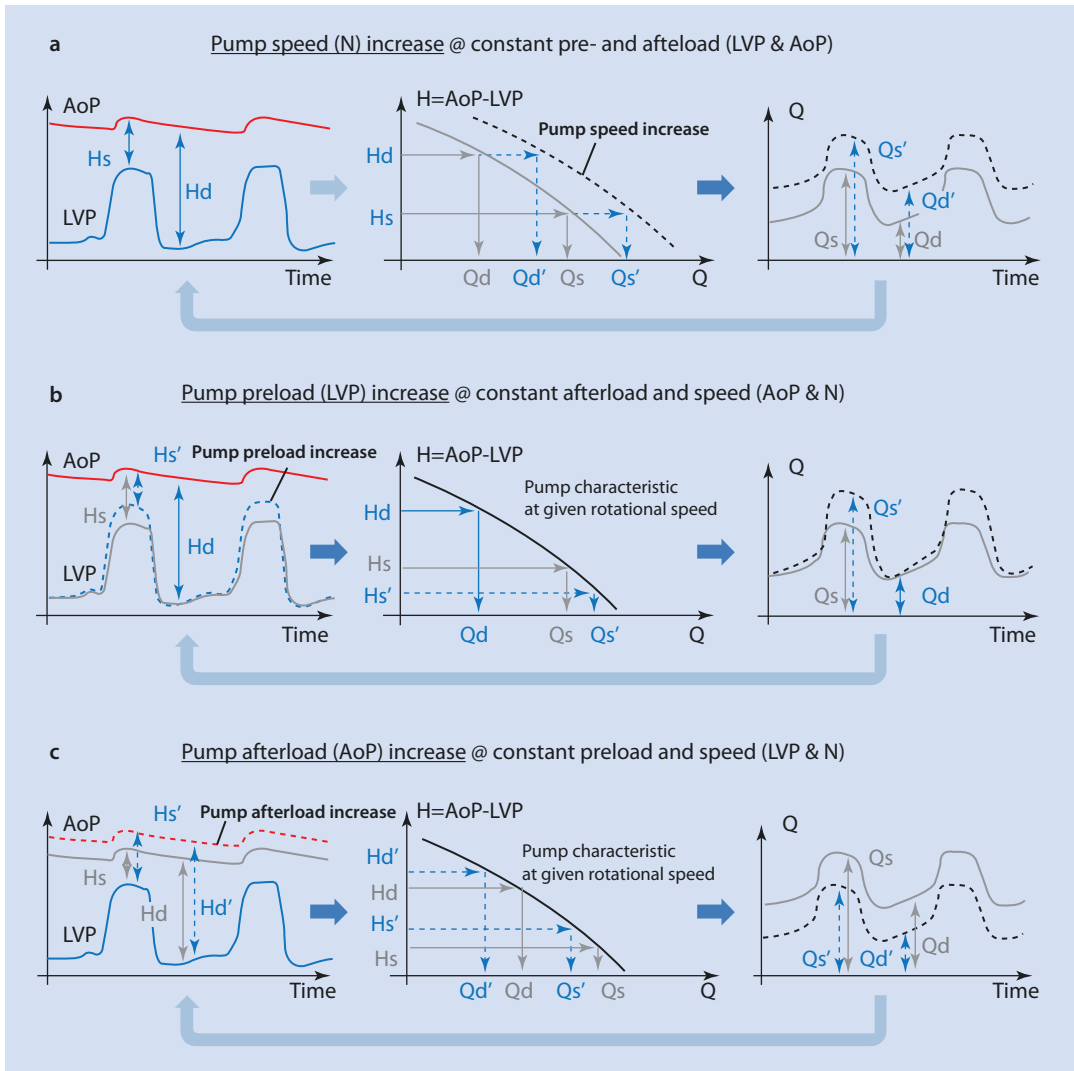 a Pump speed (N) increase @ constant pre- and afteload (LVP & AoP)
AoP
Hs
Hd
LVP
Time
H=AoP-LVP
Pump speed increase
Hd
Hs
Qd
Qd’
Qs
Qs’
Q
Q
Qs’
Qd’
Qs
Qd
Time
b Pump preload (LVP) increase @ constant afterload and speed (AoP & N)
AoP
Hs’
Pump preload increase
Hs
Hd
LVP
Time
H=AoP-LVP
Pump characteristic
at given rotational speed
Hd
Hs
Hs’
Qd
Qs
Qs’
Q
Q
Qs’
Qs
Qd
Time
c Pump afterload (AoP) increase @ constant preload and speed (LVP & N)
AoP
Hs’
Pump afterload increase
Hs
Hd
Hd’
LVP
Time
H=AoP-LVP
Pump characteristic
at given rotational speed
Hd’
Hd
Hs’
Hs
Qd’
Qd
Qs’
Qs
Q
Q
Qs
Qs’
Qd’
Qd
Time